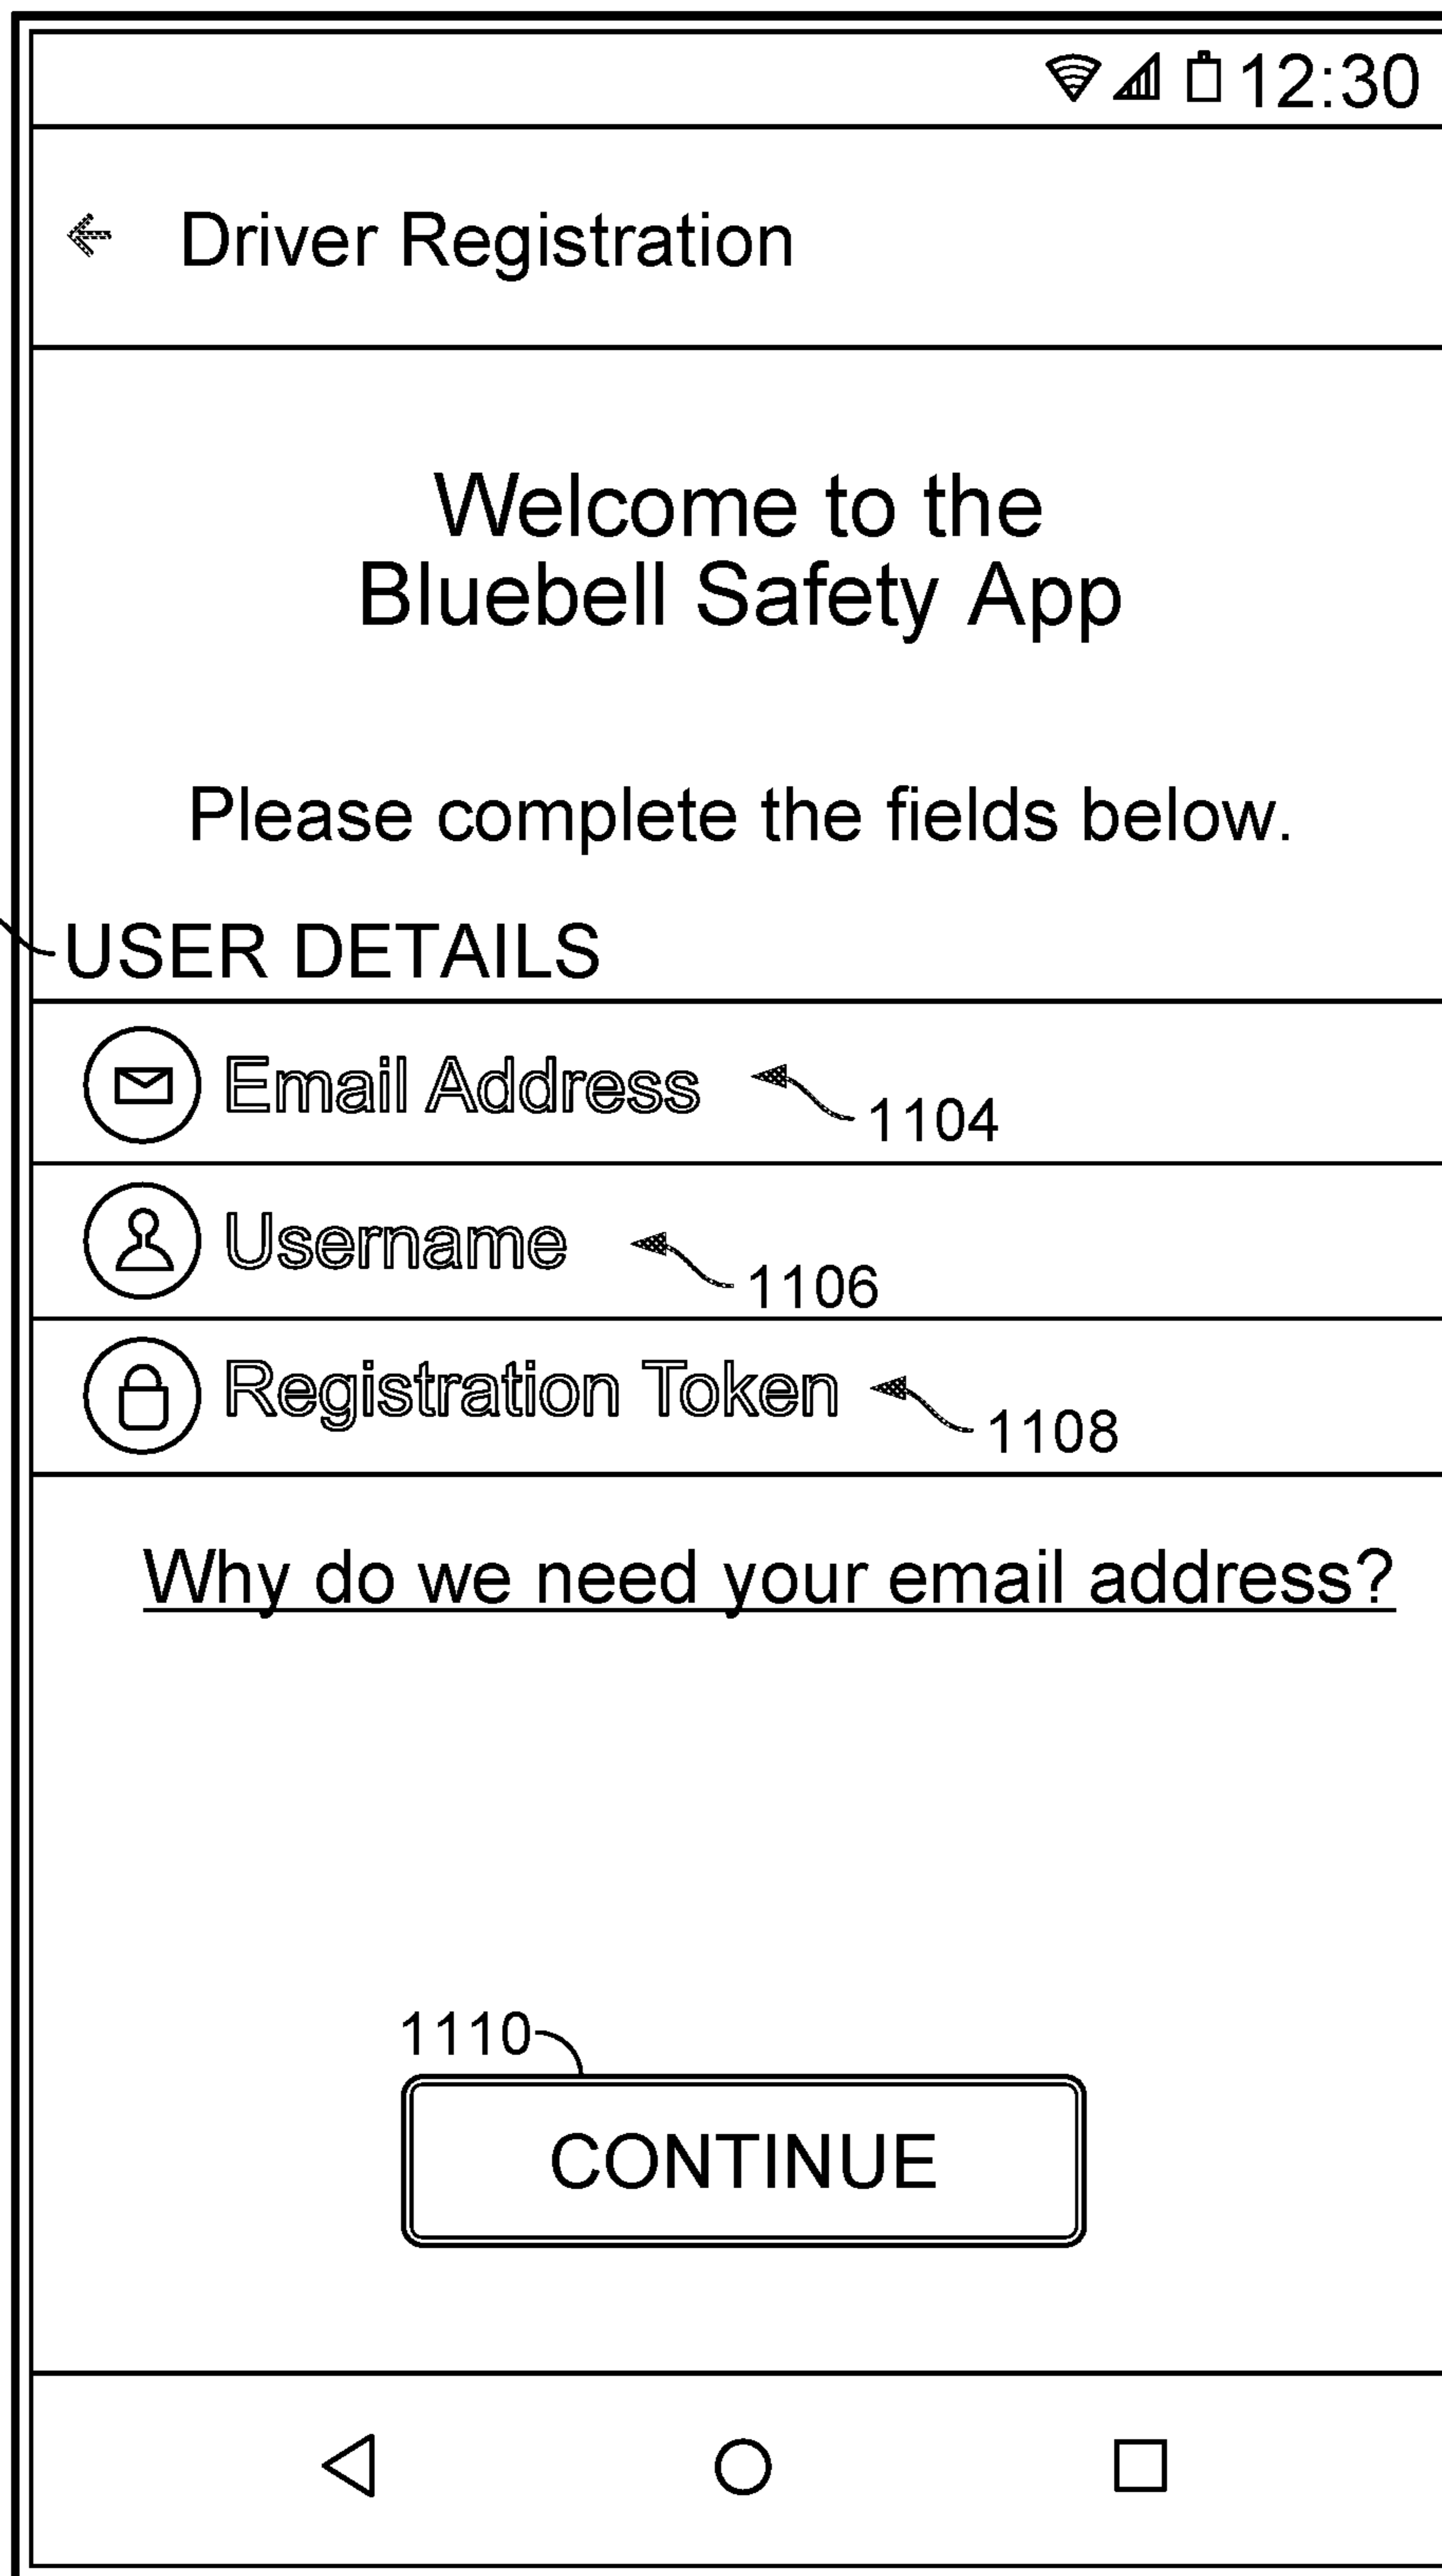 12:30
Driver Registration
Welcome to the
Bluebell Safety App
Please complete the fields below.
USER DETAILS
Email Address
1104
Username
1106
Registration Token
1108
Why do we need your email address?
1110
CONTINUE